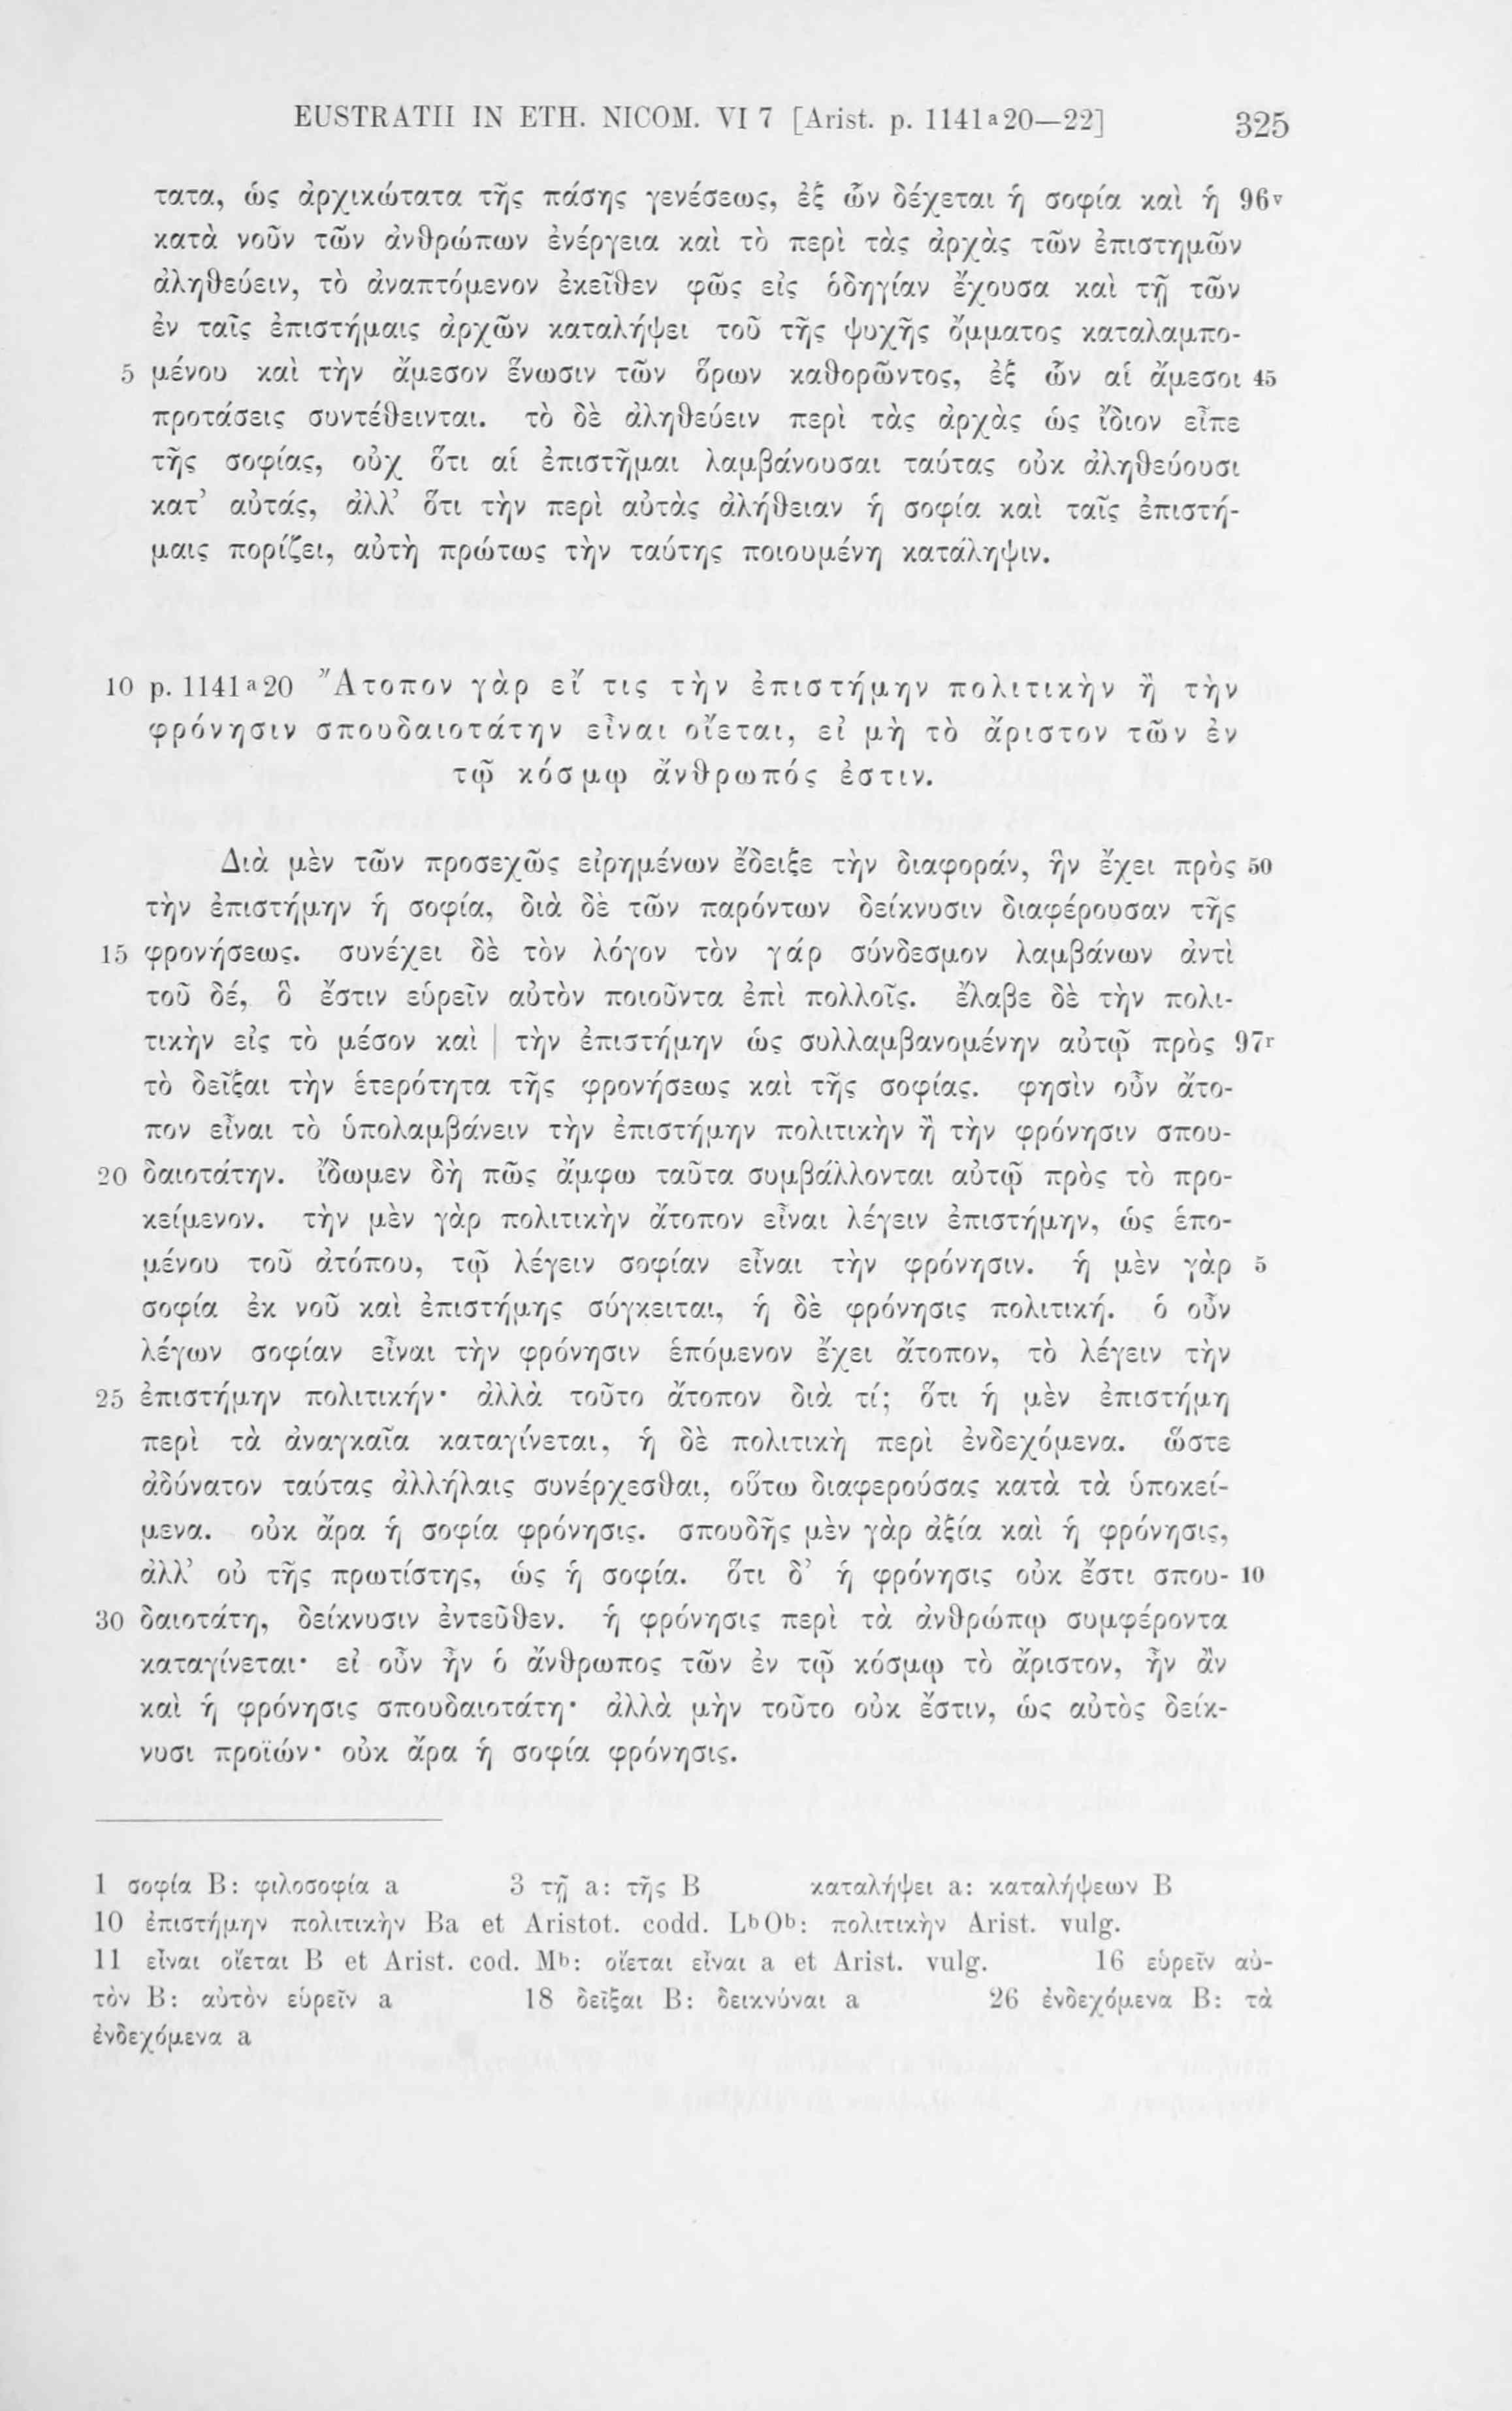 EUSTRATII IN ETH. NICOM. VI 7 [Arist. p. 1141a20—22] 325
τατα, ὡς ἀρχικώτατα τῆς πάσης γενέσεως, ἐξ ὧν δέχεται ἡ σοφία καὶ ἡ 96v
κατὰ νοῦν τῶν ἀνθρώπων ἐνέργεια καὶ τὸ περὶ τὰς ἀρχὰς τῶν ἐπιστημῶν
ἀληθεύειν, τὸ ἀναπτόμενον ἐκεῖθεν φῶς εἰς ὁδηγίαν ἔχουσα καὶ τῇ τῶν
ἐν ταῖς ἐπιστήμαις ἀρχῶν καταλήψει τοῦ τῆς ψυχῆς ὄμματος καταλαμπο-
5 μένου καὶ τὴν ἄμεσον ἕνωσιν τῶν ὅρων καθορῶντος, ἐξ ὧν αἱ ἄμεσοι 45
προτάσεις συντέθεινται. τὸ δὲ ἀληθεύειν περὶ τὰς ἀρχὰς ὡς ἴδιον εἶπε
τῆς σοφίας, οὐχ ὅτι αἱ ἐπιστῆμαι λαμβάνουσαι ταύτας οὐκ ἀληθεύουσι
κατ’ αὐτάς, ἀλλ’ ὅτι τὴν περὶ αὐτὰς ἀλήθειαν ἡ σοφία καὶ ταῖς ἐπιστή-
μαις πορίζει, αὐτὴ πρώτως τὴν ταύτης ποιουμένη κατάληψιν.
10 p. 1141a20 Ἄτοπον γὰρ εἴ τις τὴν ἐπιστήμην πολιτικὴν ἢ τὴν
φρόνησιν σπουδαιοτάτην εἶναι οἴεται, εἰ μὴ τὸ ἄριστον τῶν ἐν
τῷ κόσμῳ ἄνθρωπός ἐστιν.
Διὰ μὲν τῶν προσεχῶς εἰρημένων ἔδειξε τὴν διαφοράν, ἣν ἔχει πρὸς 50
τὴν ἐπιστήμην ἡ σοφία, διὰ δὲ τῶν παρόντων δείκνυσιν διαφέρουσαν τῆς
15 φρονήσεως. συνέχει δὲ τὸν λόγον τὸν γάρ σύνδεσμον λαμβάνων ἀντὶ
τοῦ δέ, ὃ ἔστιν εὑρεῖν αὐτὸν ποιοῦντα ἐπὶ πολλοῖς. ἔλαβε δὲ τὴν πολι-
τικὴν εἰς τὸ μέσον καὶ | τὴν ἐπιστήμην ὡς συλλαμβανομένην αὐτῷ πρὸς 97r
τὸ δεῖξαι τὴν ἑτερότητα τῆς φρονήσεως καὶ τῆς σοφίας. φησὶν οὖν ἄτο-
πον εἶναι τὸ ὑπολαμβάνειν τὴν ἐπιστήμην πολιτικὴν ἢ τὴν φρόνησιν σπου-
20 δαιοτάτην. ἴδωμεν δὴ πῶς ἄμφω ταῦτα συμβάλλονται αὐτῷ πρὸς τὸ προ-
κείμενον. τὴν μὲν γὰρ πολιτικὴν ἄτοπον εἶναι λέγειν ἐπιστήμην, ὡς ἑπο-
μένου τοῦ ἀτόπου, τῷ λέγειν σοφίαν εἶναι τὴν φρόνησιν. ἡ μὲν γὰρ 5
σοφία ἐκ νοῦ καὶ ἐπιστήμης σύγκειται, ἡ δὲ φρόνησις πολιτική. ὁ οὖν
λέγων σοφίαν εἶναι τὴν φρόνησιν ἑπόμενον ἔχει ἄτοπον, τὸ λέγειν τὴν
25 ἐπιστήμην πολιτικήν· ἀλλὰ τοῦτο ἄτοπον διὰ τί; ὅτι ἡ μὲν ἐπιστήμη
περὶ τὰ ἀναγκαῖα καταγίνεται, ἡ δὲ πολιτικὴ περὶ ἐνδεχόμενα. ὥστε
ἀδύνατον ταύτας ἀλλήλαις συνέρχεσθαι, οὕτω διαφερούσας κατὰ τὰ ὑποκεί-
μενα. οὐκ ἄρα ἡ σοφία φρόνησις. σπουδῆς μὲν γὰρ ἀξία καὶ ἡ φρόνησις,
ἀλλ’ οὐ τῆς πρωτίστης, ὡς ἡ σοφία. ὅτι δ’ ἡ φρόνησις οὐκ ἔστι σπου- 10
30 δαιοτάτη, δείκνυσιν ἐντεῦθεν. ἡ φρόνησις περὶ τὰ ἀνθρώπῳ συμφέροντα
καταγίνεται· εἰ οὖν ἦν ὁ ἄνθρωπος τῶν ἐν τῷ κόσμῳ τὸ ἄριστον, ἦν ἂν
καὶ ἡ φρόνησις σπουδαιοτάτη· ἀλλὰ μὴν τοῦτο οὐκ ἔστιν, ὡς αὐτὸς δείκ-
νυσι προϊών· οὐκ ἄρα ἡ σοφία φρόνησις.
1 σοφία B: φιλοσοφία a 3 τῇ a: τῆς B καταλήψει a: καταλήψεων B
10 ἐπιστήμην πολιτικὴν Ba et Aristot. codd. LbOb: πολιτικὴν Arist. vulg.
11 εἶναι οἴεται B et Arist. cod. Mb: οἴεται εἶναι a et Arist. vulg. 16 εὑρεῖν αὐ-
τὸν B: αὐτὸν εὑρεῖν a 18 δεῖξαι B: δεικνύναι a 26 ἐνδεχόμενα B: τὰ
ἐνδεχόμενα a